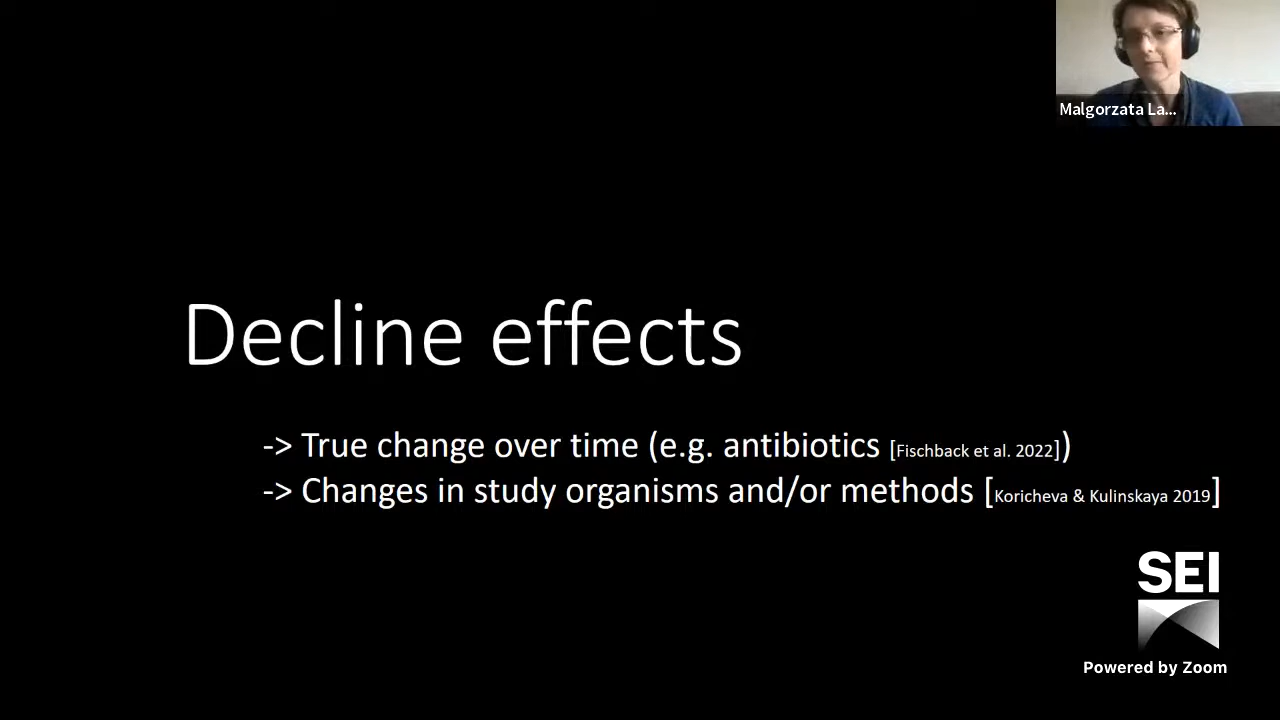 Malgorzata La...
Decline effects
-> True change over time (e.g. antibiotics [Fischback et al. 2022])
-> Changes in study organisms and/or methods [Koricheva & Kulinskaya 2019]
SEI
Powered by Zoom